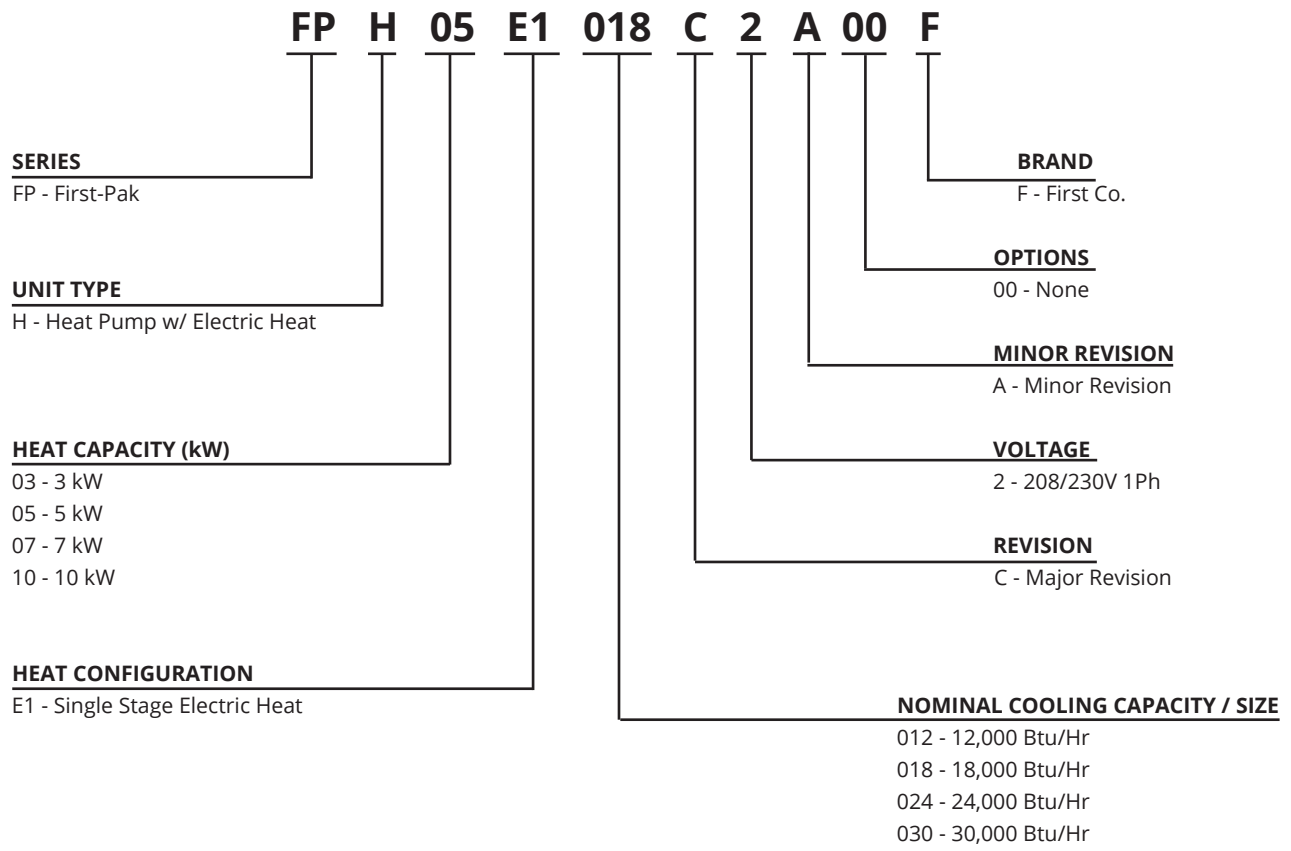 FP H 05 E1 018 C 2 A 00 F
SERIES
FP - First-Pak
UNIT TYPE
H - Heat Pump w/ Electric Heat
HEAT CAPACITY (kW)
03 - 3 kW
05 - 5 kW
07 - 7 kW
10 - 10 kW
HEAT CONFIGURATION
E1 - Single Stage Electric Heat
BRAND
F - First Co.
OPTIONS
00 - None
MINOR REVISION
A - Minor Revision
VOLTAGE
2 - 208/230V 1Ph
REVISION
C - Major Revision
NOMINAL COOLING CAPACITY / SIZE
012 - 12,000 Btu/Hr
018 - 18,000 Btu/Hr
024 - 24,000 Btu/Hr
030 - 30,000 Btu/Hr